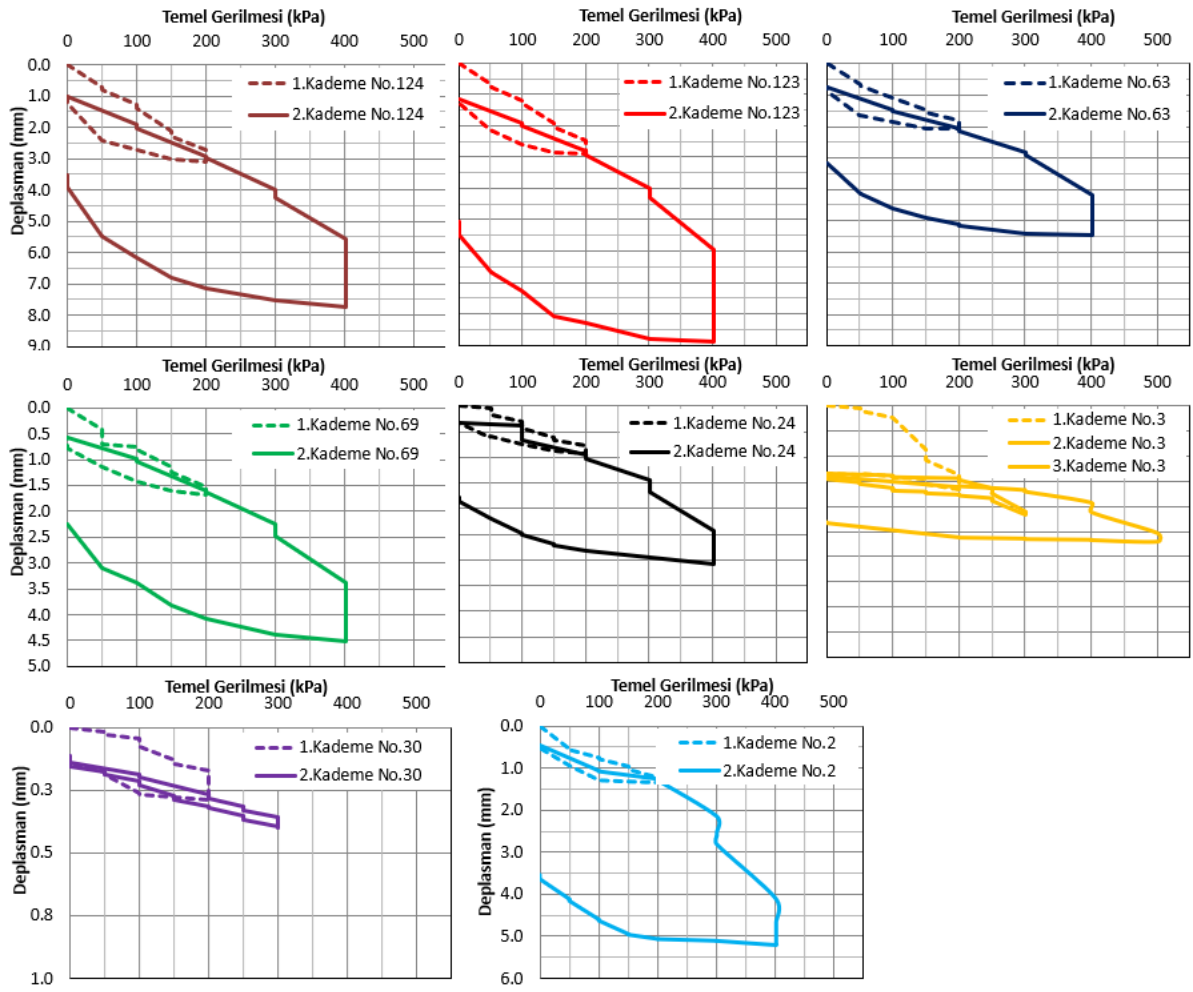 Temel Gerilmesi (kPa)
0 100 200 300 400 500
0.0
1.0
2.0
3.0
4.0
5.0
6.0
7.0
8.0
9.0
Deplasman (mm)
1.Kademe No.124
2.Kademe No.124
Temel Gerilmesi (kPa)
0 100 200 300 400 500
1.Kademe No.123
2.Kademe No.123
Temel Gerilmesi (kPa)
0 100 200 300 400 500
1.Kademe No.63
2.Kademe No.63
Temel Gerilmesi (kPa)
0 100 200 300 400 500
0.0
0.5
1.0
1.5
2.0
2.5
3.0
3.5
4.0
4.5
5.0
Deplasman (mm)
1.Kademe No.69
2.Kademe No.69
Temel Gerilmesi (kPa)
0 100 200 300 400 500
1.Kademe No.24
2.Kademe No.24
Temel Gerilmesi (kPa)
0 100 200 300 400 500
1.Kademe No.3
2.Kademe No.3
3.Kademe No.3
Temel Gerilmesi (kPa)
0 100 200 300 400 500
0.0
0.3
0.5
0.8
1.0
Deplasman (mm)
1.Kademe No.30
2.Kademe No.30
Temel Gerilmesi (kPa)
0 100 200 300 400 500
0.0
1.0
2.0
3.0
4.0
5.0
6.0
Deplasman (mm)
1.Kademe No.2
2.Kademe No.2